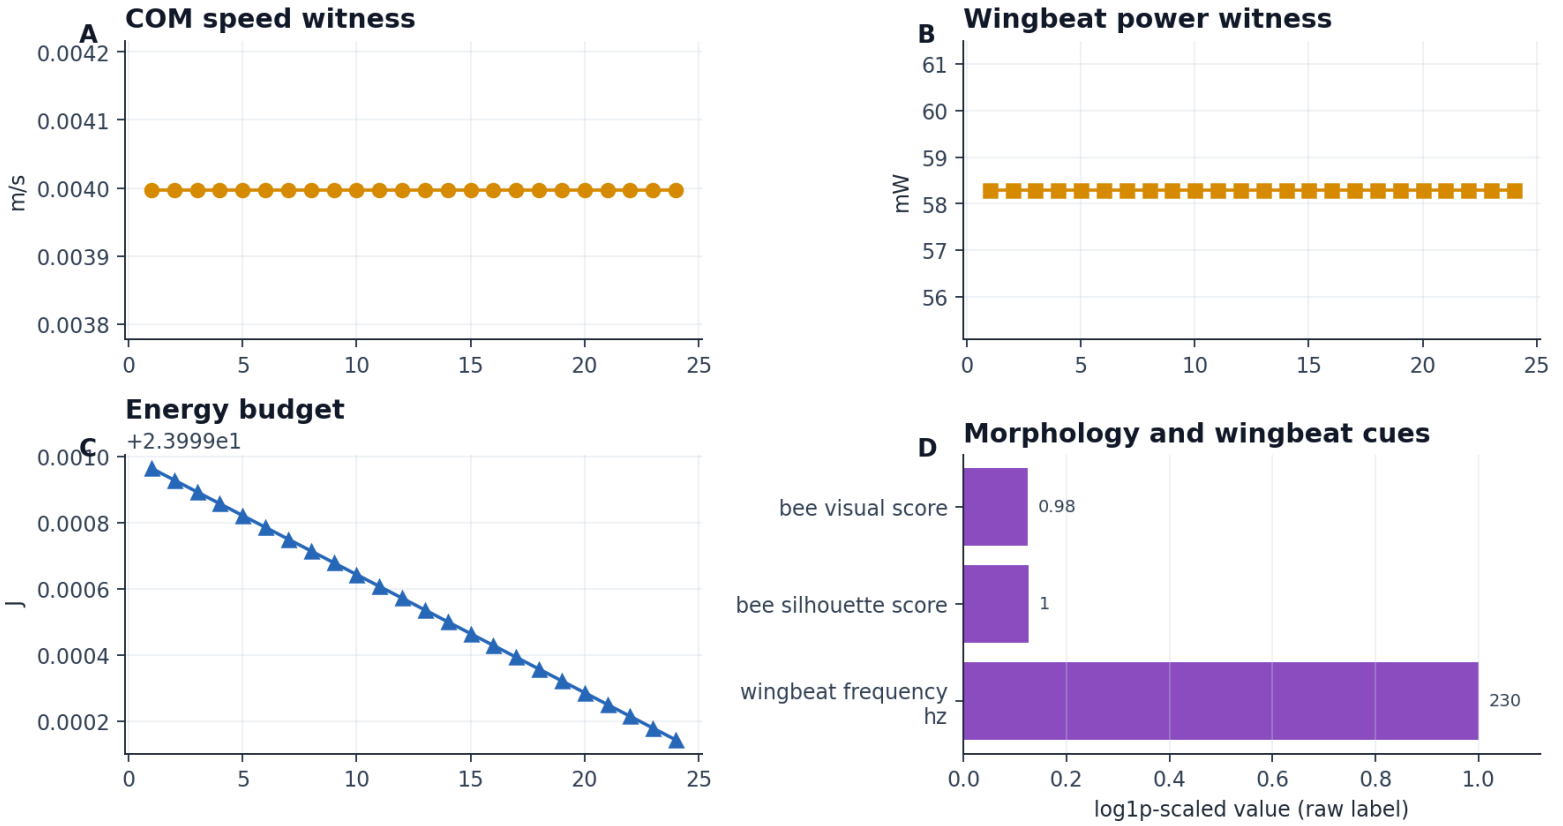 A
COM speed witness
0.0042
0.0041
0.0040
0.0039
0.0038
m/s
0
5
10
15
20
25
B
Wingbeat power witness
61
60
59
58
57
56
mW
0
5
10
15
20
25
C
Energy budget
+2.3999e1
0.0010
0.0008
0.0006
0.0004
0.0002
J
0
5
10
15
20
25
D
Morphology and wingbeat cues
bee visual score
0.98
bee silhouette score
1
wingbeat frequency
hz
230
0.0
0.2
0.4
0.6
0.8
1.0
log1p-scaled value (raw label)